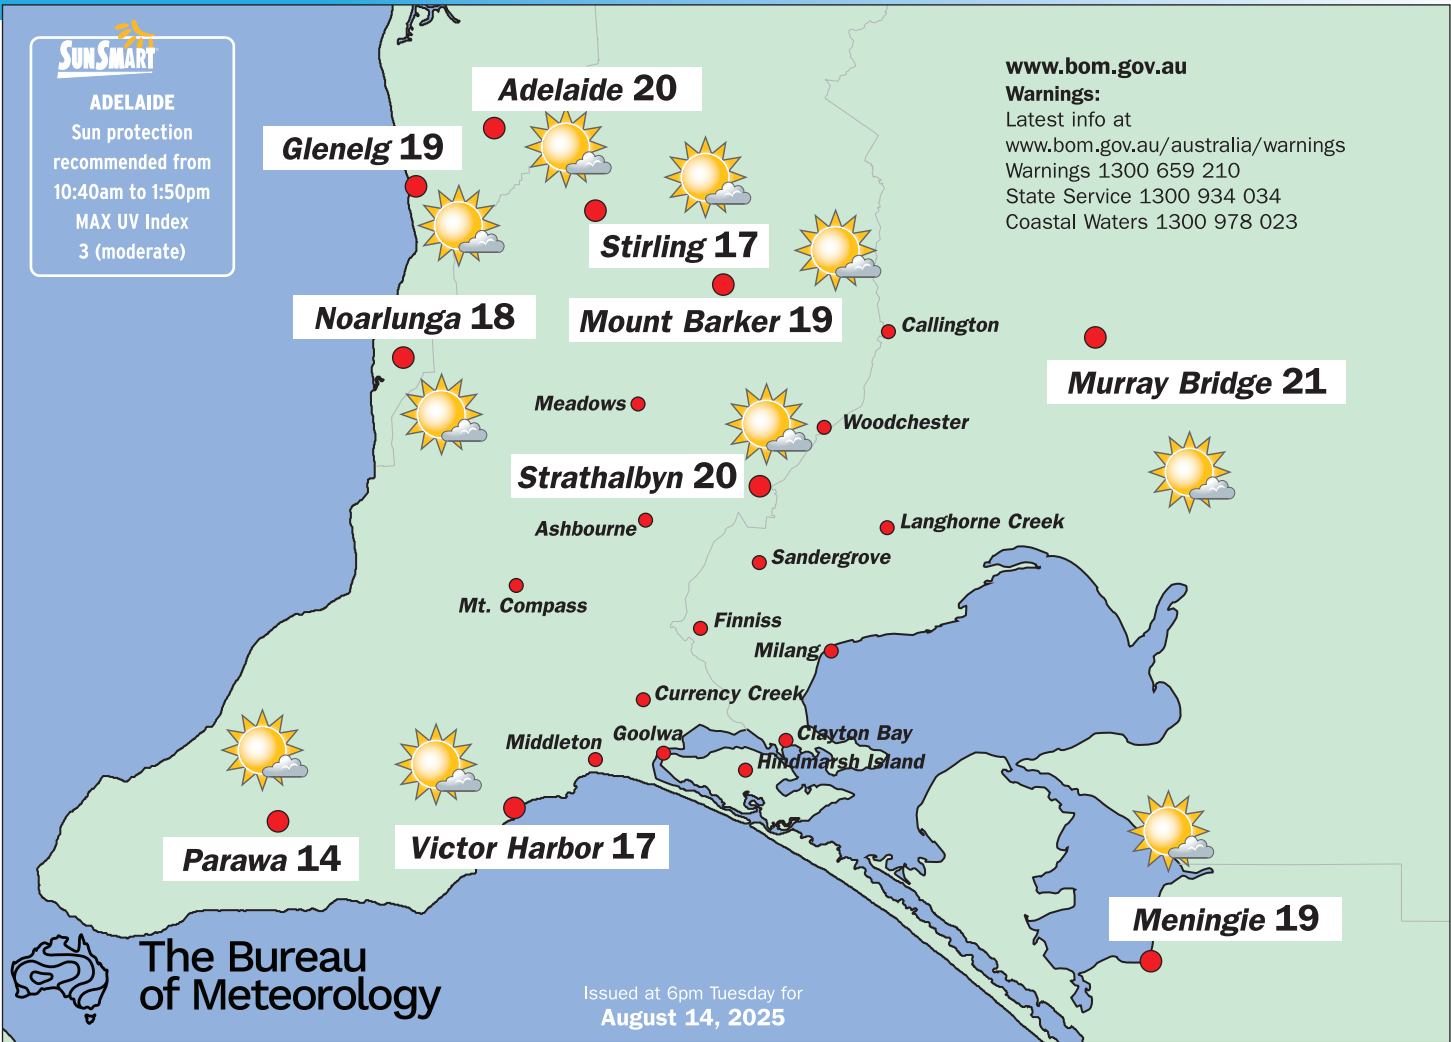 SUNSMART
ADELAIDE
Sun protection
recommended from
10:40am to 1:50pm
MAX UV Index
3 (moderate)
www.bom.gov.au
Warnings:
Latest info at
www.bom.gov.au/australia/warnings
Warnings 1300 659 210
State Service 1300 934 034
Coastal Waters 1300 978 023
Adelaide 20
Glenelg 19
Stirling 17
Noarlunga 18
Mount Barker 19
Callington
Murray Bridge 21
Meadows
Woodchester
Strathalbyn 20
Ashbourne
Langhorne Creek
Sandergrove
Mt. Compass
Finniss
Milang
Currency Creek
Middleton
Goolwa
Clayton Bay
Hindmarsh Island
Parawa 14
Victor Harbor 17
Meningie 19
The Bureau
of Meteorology
Issued at 6pm Tuesday for
August 14, 2025